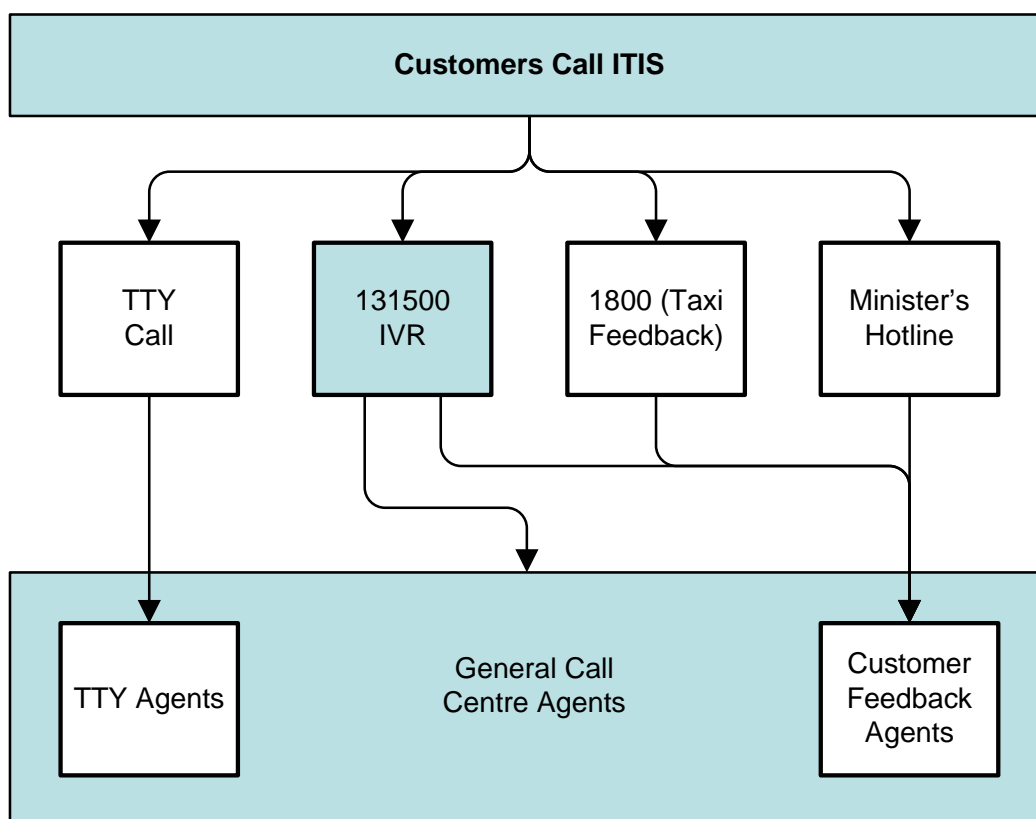 Customers Call ITIS
TTY
Call
131500
IVR
1800 (Taxi
Feedback)
Minister’s
Hotline
TTY Agents
General Call
Centre Agents
Customer
Feedback
Agents